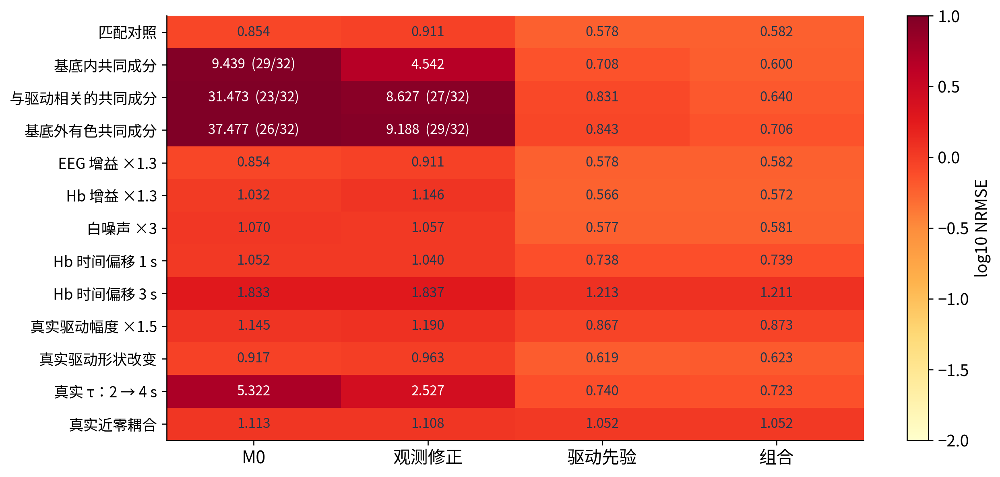 匹配对照 0.854 0.911 0.578 0.582
基底内共同成分 9.439 (29/32) 4.542 0.708 0.600
与驱动相关的共同成分 31.473 (23/32) 8.627 (27/32) 0.831 0.640
基底外有色共同成分 37.477 (26/32) 9.188 (29/32) 0.843 0.706
EEG 增益 ×1.3 0.854 0.911 0.578 0.582
Hb 增益 ×1.3 1.032 1.146 0.566 0.572
白噪声 ×3 1.070 1.057 0.577 0.581
Hb 时间偏移 1 s 1.052 1.040 0.738 0.739
Hb 时间偏移 3 s 1.833 1.837 1.213 1.211
真实驱动幅度 ×1.5 1.145 1.190 0.867 0.873
真实驱动形状改变 0.917 0.963 0.619 0.623
真实 τ：2 → 4 s 5.322 2.527 0.740 0.723
真实近零耦合 1.113 1.108 1.052 1.052
M0 观测修正 驱动先验 组合
1.0
0.5
0.0
−0.5
−1.0
−1.5
−2.0
log10 NRMSE